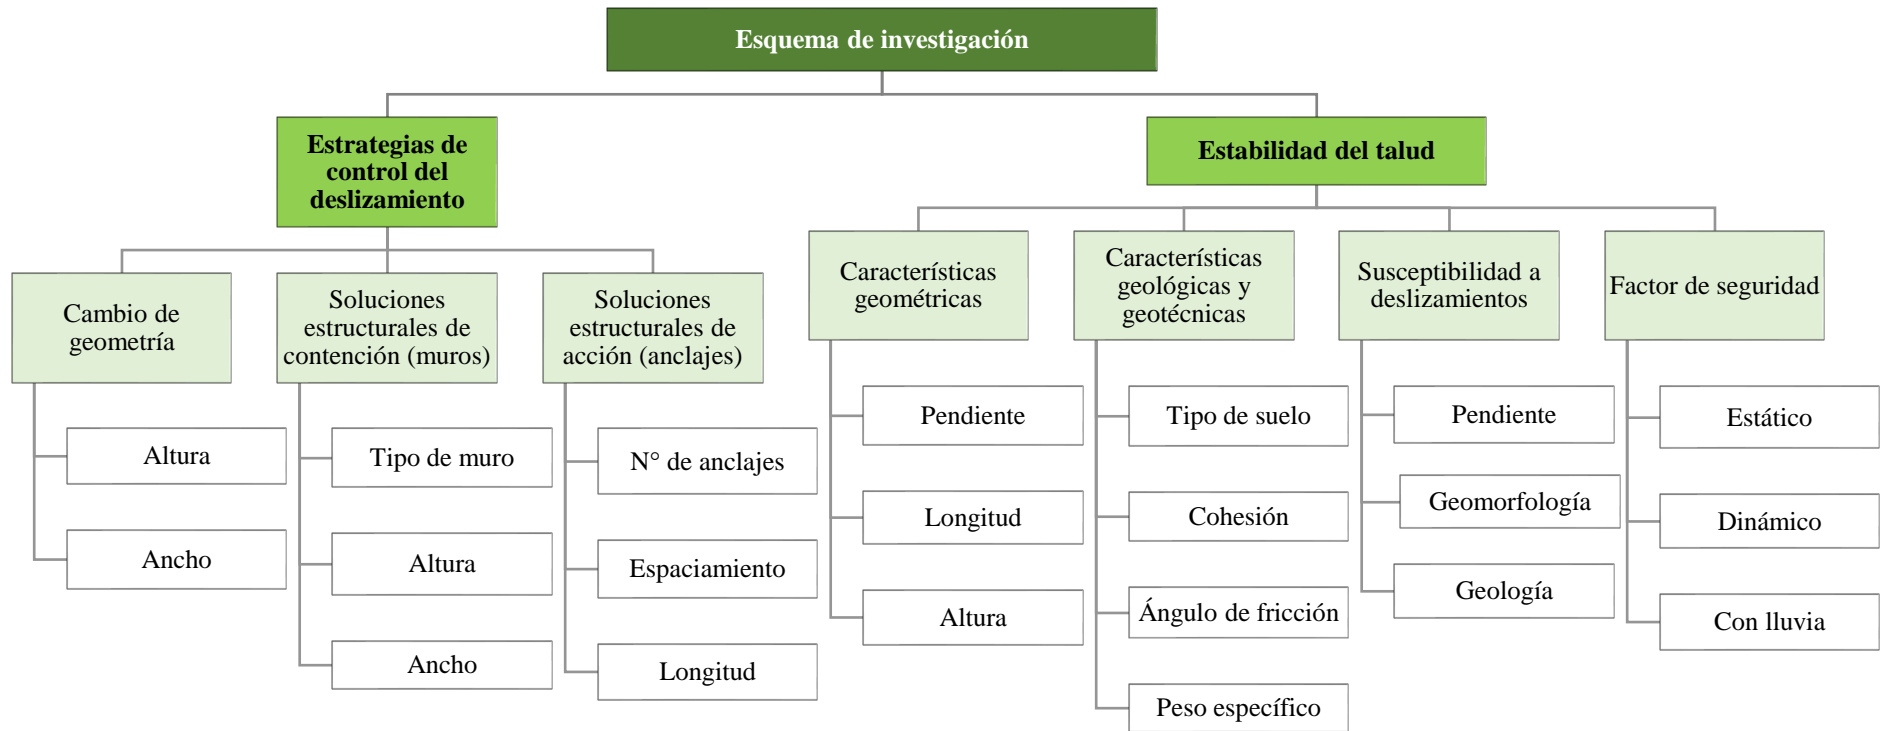 Esquema de investigación
Estrategias de
control del
deslizamiento
Estabilidad del talud
Cambio de
geometría
Altura
Ancho
Soluciones
estructurales de
contención (muros)
Tipo de muro
Altura
Ancho
Soluciones
estructurales de
acción (anclajes)
N° de anclajes
Espaciamiento
Longitud
Características
geométricas
Pendiente
Longitud
Altura
Características
geológicas y
geotécnicas
Tipo de suelo
Cohesión
Ángulo de fricción
Peso específico
Susceptibilidad a
deslizamientos
Pendiente
Geomorfología
Geología
Factor de seguridad
Estático
Dinámico
Con lluvia